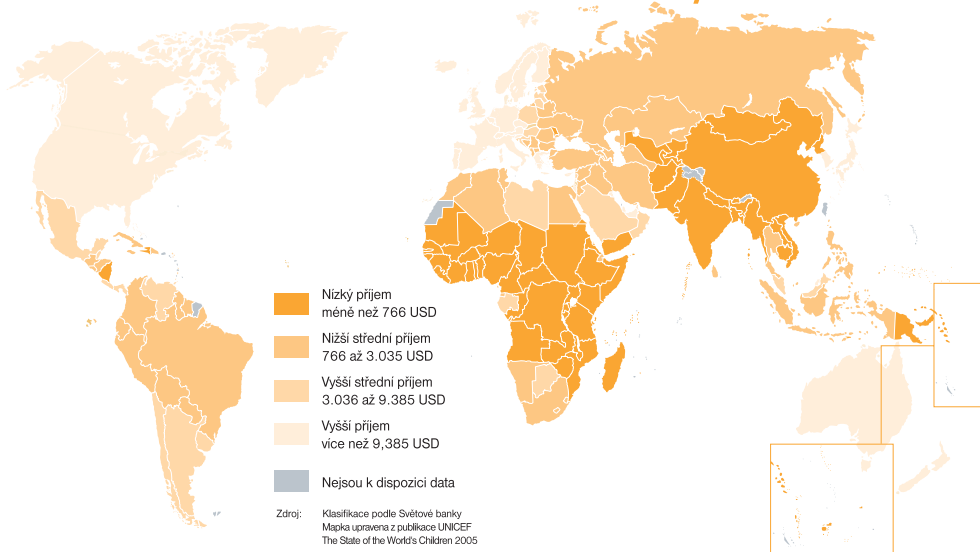 Nízký příjem
méně než 766 USD
Nižší střední příjem
766 až 3.035 USD
Vyšší střední příjem
3.036 až 9.385 USD
Vyšší příjem
více než 9,385 USD
Nejsou k dispozici data
Zdroj: Klasifikace podle Světové banky
Mapka upravena z publikace UNICEF
The State of the World's Children 2005